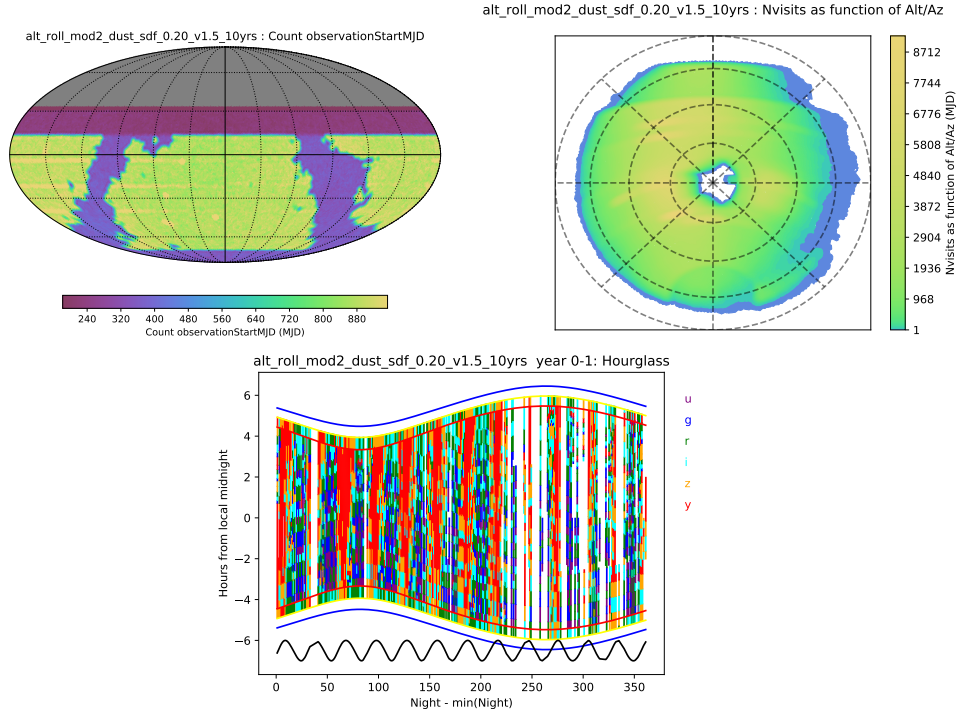 alt_roll_mod2_dust_sdf_0.20_v1.5_10yrs : Count observationStartMJD
240 320 400 480 560 640 720 800 880
Count observationStartMJD (MJD)
alt_roll_mod2_dust_sdf_0.20_v1.5_10yrs : Nvisits as function of Alt/Az
8712
7744
6776
5808
4840
3872
2904
1936
968
1
Nvisits as function of Alt/Az (MJD)
alt_roll_mod2_dust_sdf_0.20_v1.5_10yrs  year 0-1: Hourglass
Hours from local midnight
6
4
2
0
−2
−4
−6
0 50 100 150 200 250 300 350
Night - min(Night)
u
g
r
i
z
y